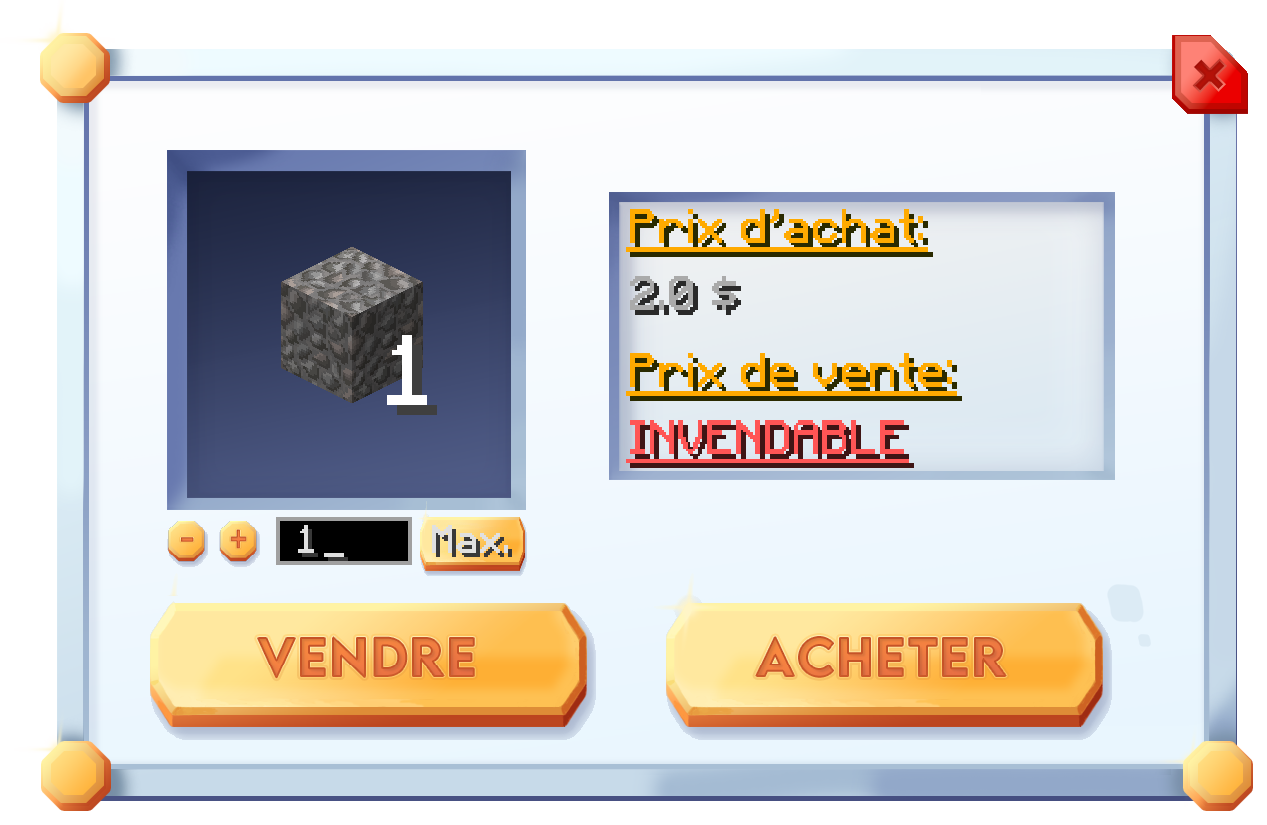 Prix d'achat:
2.0 $
Prix de vente:
INVENDABLE
1
- + 1_ Max.
VENDRE ACHETER